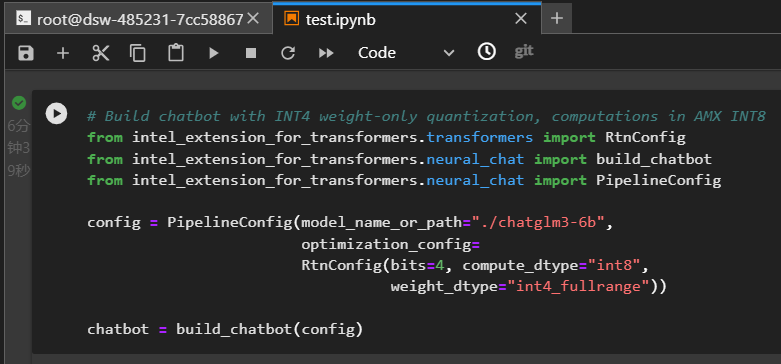 root@dsw-485231-7cc58867
test.ipynb
Code
git
6分
钟3
9秒
# Build chatbot with INT4 weight-only quantization, computations in AMX INT8
from intel_extension_for_transformers.transformers import RtnConfig
from intel_extension_for_transformers.neural_chat import build_chatbot
from intel_extension_for_transformers.neural_chat import PipelineConfig
config = PipelineConfig(model_name_or_path="./chatglm3-6b",
optimization_config=
RtnConfig(bits=4, compute_dtype="int8",
weight_dtype="int4_fullrange"))
chatbot = build_chatbot(config)